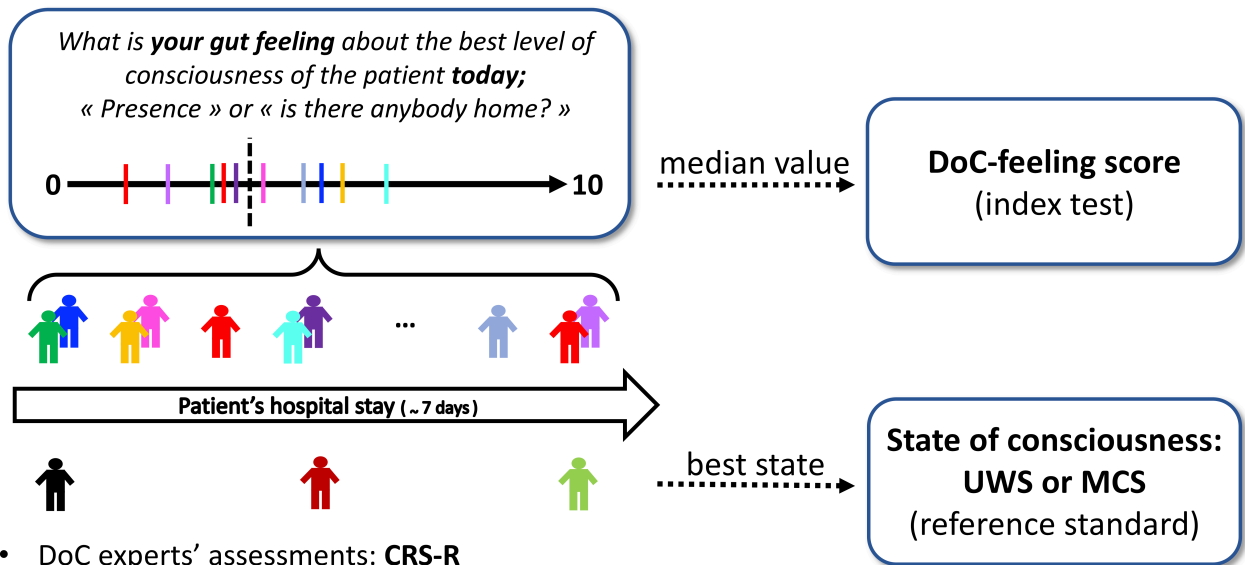 What is your gut feeling about the best level of
consciousness of the patient today;
« Presence » or « is there anybody home? »
0
10
median value
DoC-feeling score
(index test)
...
Patient's hospital stay ( ~ 7 days )
best state
State of consciousness:
UWS or MCS
(reference standard)
• DoC experts' assessments: CRS-R